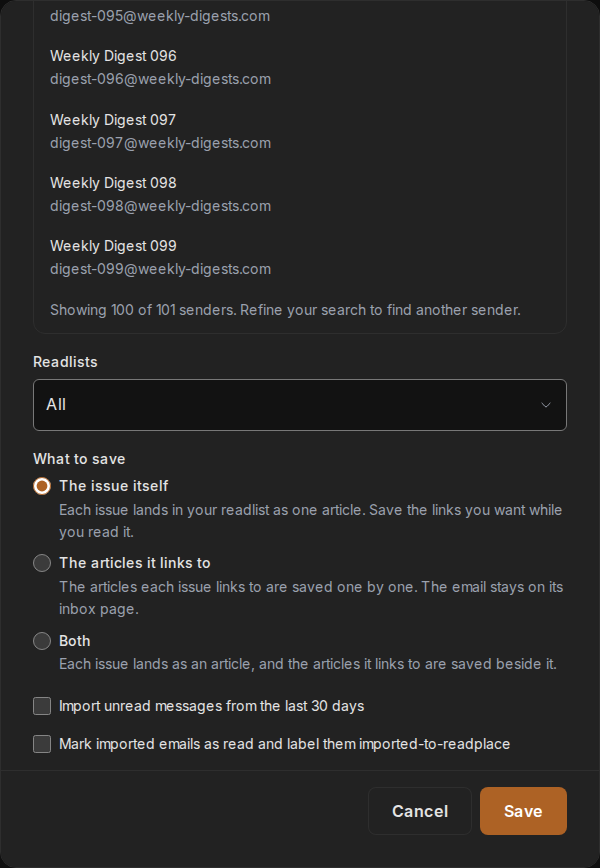 digest-095@weekly-digests.com
Weekly Digest 096
digest-096@weekly-digests.com
Weekly Digest 097
digest-097@weekly-digests.com
Weekly Digest 098
digest-098@weekly-digests.com
Weekly Digest 099
digest-099@weekly-digests.com
Showing 100 of 101 senders. Refine your search to find another sender.
Readlists
All
What to save
The issue itself
Each issue lands in your readlist as one article. Save the links you want while
you read it.
The articles it links to
The articles each issue links to are saved one by one. The email stays on its
inbox page.
Both
Each issue lands as an article, and the articles it links to are saved beside it.
Import unread messages from the last 30 days
Mark imported emails as read and label them imported-to-readplace
Cancel
Save